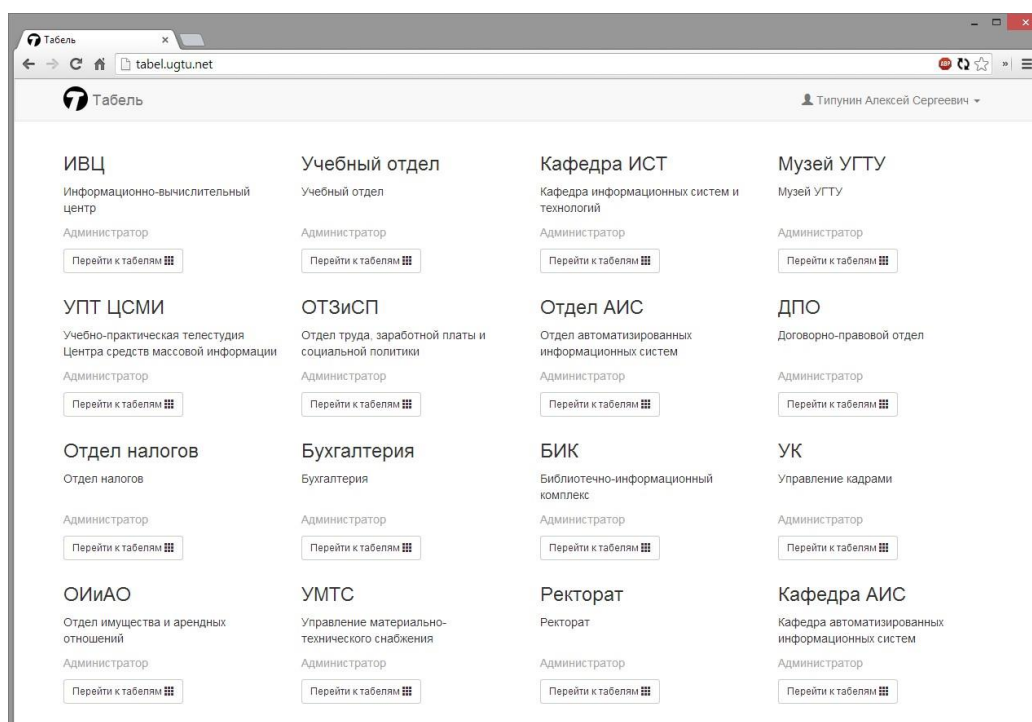 Табель
tabel.ugtu.net
ABP
Табель
Типунин Алексей Сергеевич
ИВЦ
Информационно-вычислительный
центр
Администратор
Перейти к табелям
Учебный отдел
Учебный отдел
Администратор
Перейти к табелям
Кафедра ИСТ
Кафедра информационных систем и
технологий
Администратор
Перейти к табелям
Музей УГТУ
Музей УГТУ
Администратор
Перейти к табелям
УПТ ЦСМИ
Учебно-практическая телестудия
Центра средств массовой информации
Администратор
Перейти к табелям
ОТЗиСП
Отдел труда, заработной платы и
социальной политики
Администратор
Перейти к табелям
Отдел АИС
Отдел автоматизированных
информационных систем
Администратор
Перейти к табелям
ДПО
Договорно-правовой отдел
Администратор
Перейти к табелям
Отдел налогов
Отдел налогов
Администратор
Перейти к табелям
Бухгалтерия
Бухгалтерия
Администратор
Перейти к табелям
БИК
Библиотечно-информационный
комплекс
Администратор
Перейти к табелям
УК
Управление кадрами
Администратор
Перейти к табелям
ОИиАО
Отдел имущества и арендных
отношений
Администратор
Перейти к табелям
УМТС
Управление материально-
технического снабжения
Администратор
Перейти к табелям
Ректорат
Ректорат
Администратор
Перейти к табелям
Кафедра АИС
Кафедра автоматизированных
информационных систем
Администратор
Перейти к табелям